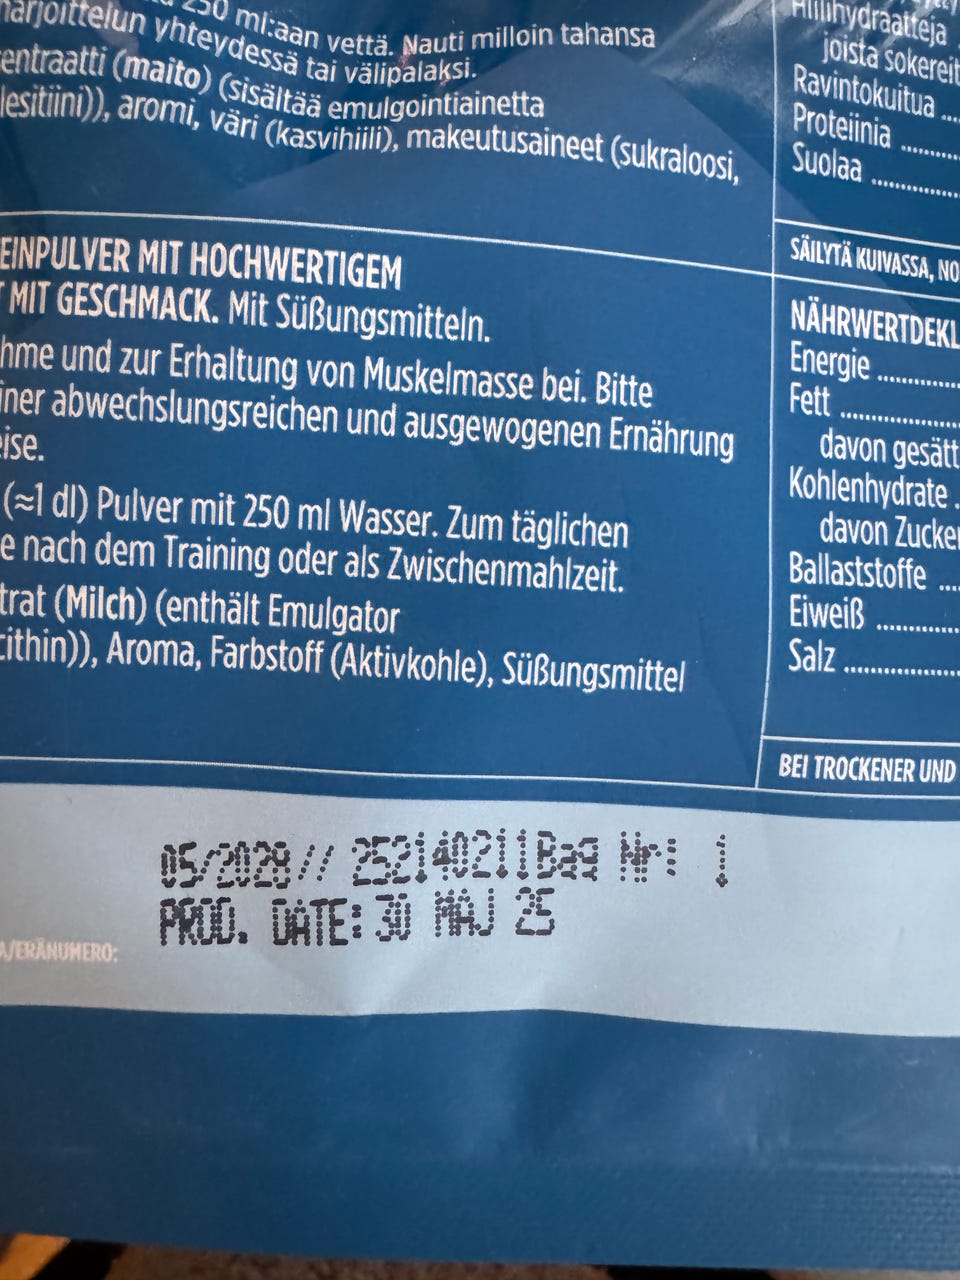 250 ml:aan vettä. Nauti milloin tahansa
harjoittelun yhteydessä tai välipalaksi.
entraatti (maito) (sisältää emulgointiainetta
lesitiini)), aromi, väri (kasvihiili), makeutusaineet (sukraloosi,
Hiilihydraatteja
joista sokereit
Ravintokuitua ....
Proteiinia ..........
Suolaa ..............
SÄILYTÄ KUIVASSA, NO
EINPULVER MIT HOCHWERTIGEM
MIT GESCHMACK. Mit Süßungsmitteln.
hme und zur Erhaltung von Muskelmasse bei. Bitte
iner abwechslungsreichen und ausgewogenen Ernährung
ise.
(≈1 dl) Pulver mit 250 ml Wasser. Zum täglichen
e nach dem Training oder als Zwischenmahlzeit.
trat (Milch) (enthält Emulgator
cithin)), Aroma, Farbstoff (Aktivkohle), Süßungsmittel
NÄHRWERTDEKL
Energie ..............
Fett ....................
davon gesätt
Kohlenhydrate .
davon Zucker
Ballaststoffe ....
Eiweiß ..............
Salz ....................
BEI TROCKENER UND
05/2028// 252140211Bag Nr: 1
PROD. DATE: 30 MAJ 25
A/ERÄNUMERO: